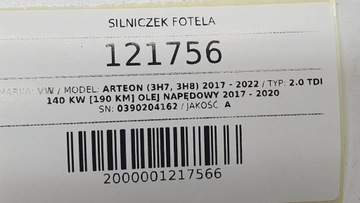 SILNICZEK FOTELA
121756
MARKA: VW / MODEL: ARTEON (3H7, 3H8) 2017 - 2022 / TYP: 2.0 TDI
140 KW [190 KM] OLEJ NAPĘDOWY 2017 - 2020
SN: 0390204162 / JAKOŚĆ: A
2000001217566